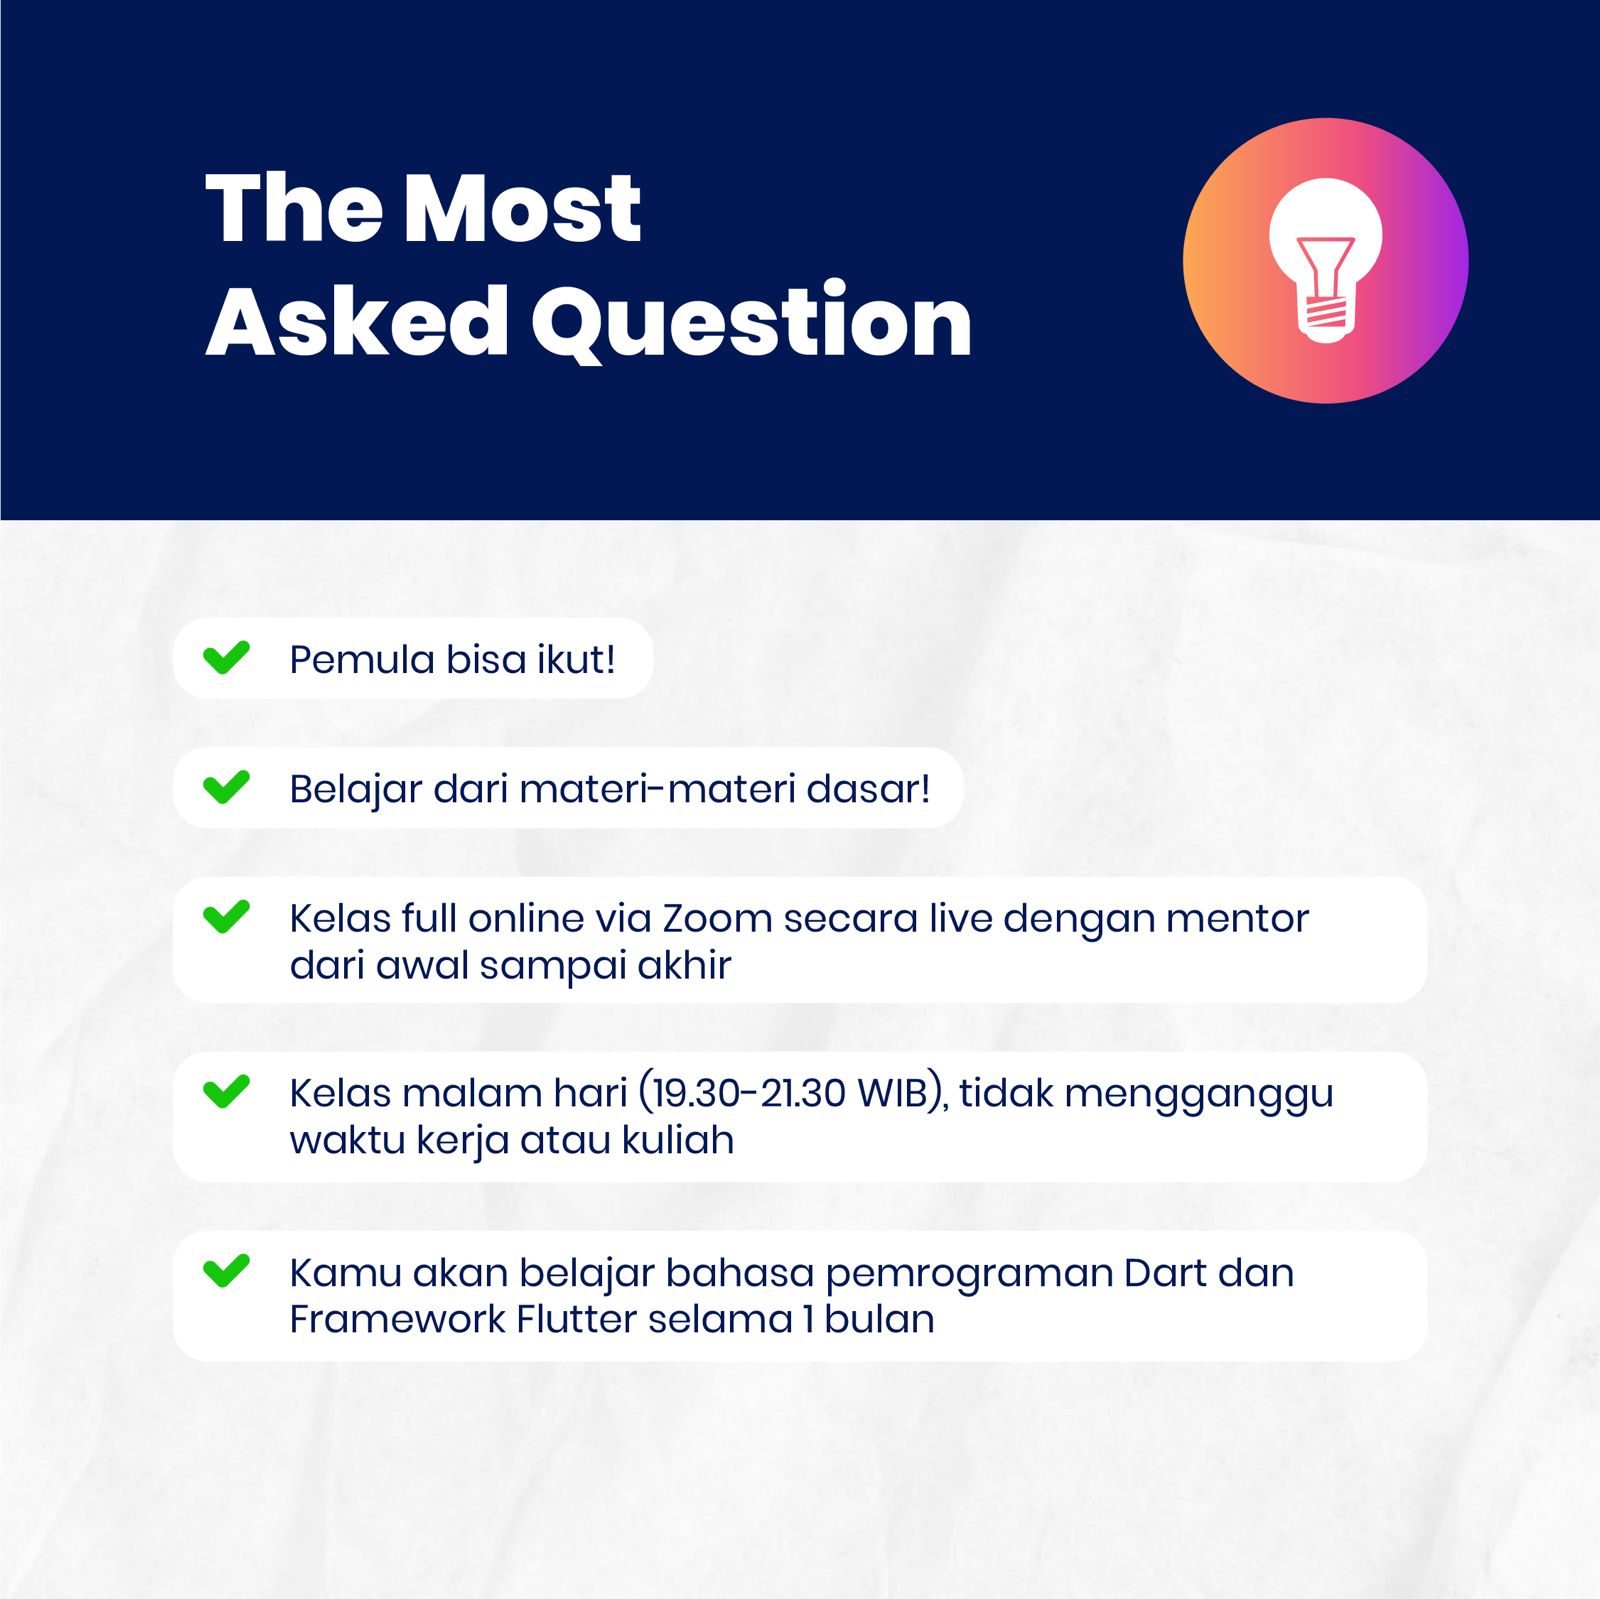 The Most
Asked Question
Pemula bisa ikut!
Belajar dari materi-materi dasar!
Kelas full online via Zoom secara live dengan mentor
dari awal sampai akhir
Kelas malam hari (19.30-21.30 WIB), tidak mengganggu
waktu kerja atau kuliah
Kamu akan belajar bahasa pemrograman Dart dan
Framework Flutter selama 1 bulan